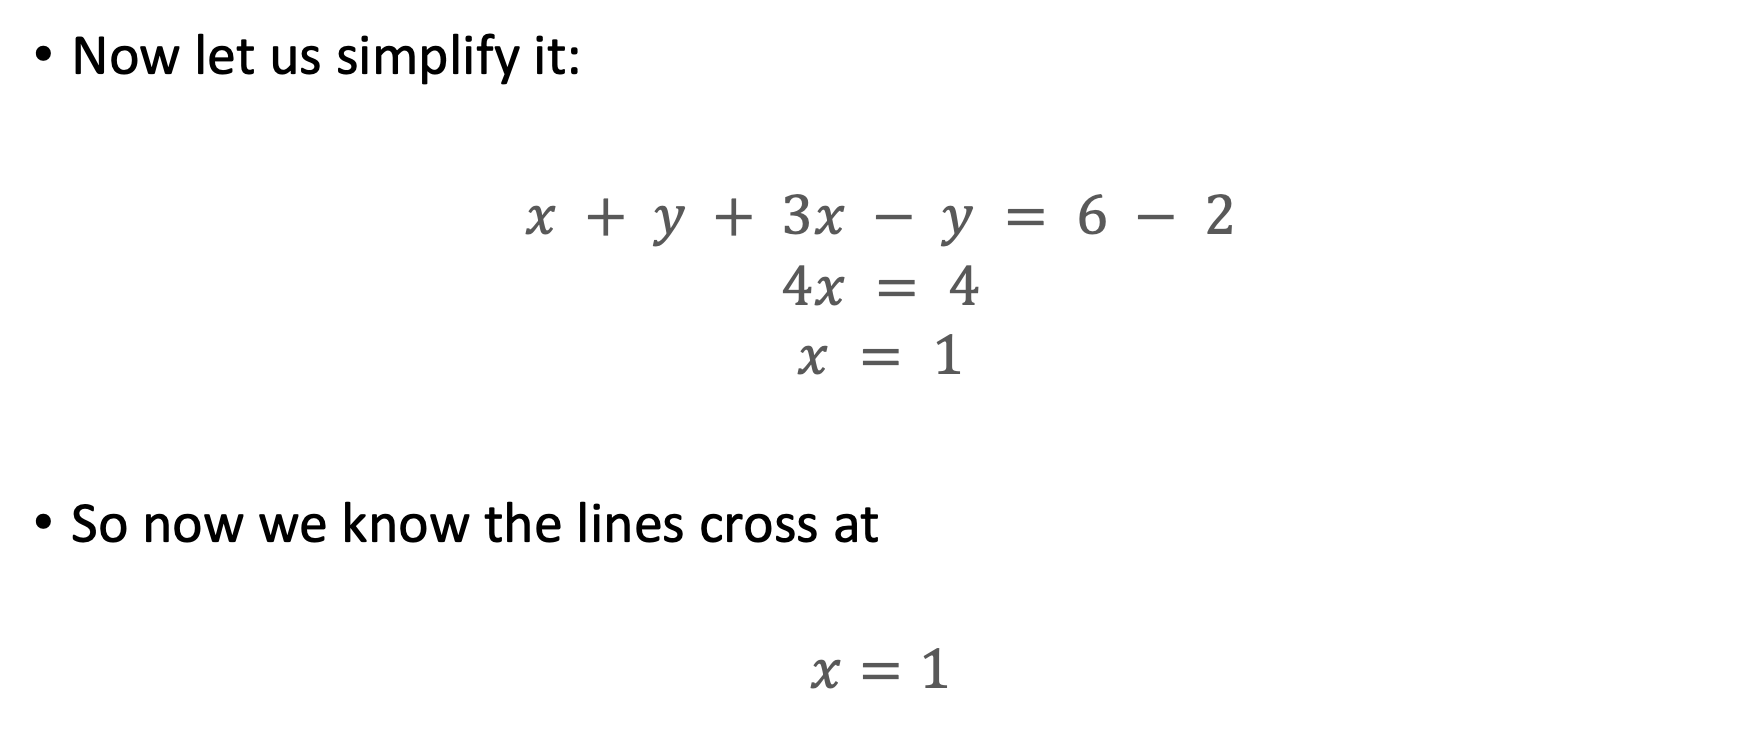 • Now let us simplify it:
x + y + 3x − y = 6 − 2
4x = 4
x = 1
• So now we know the lines cross at
x = 1